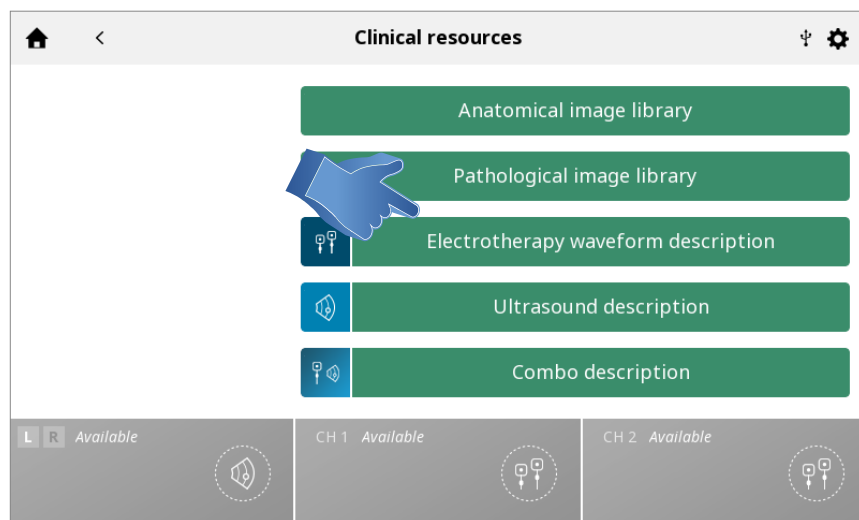 Clinical resources
Anatomical image library
Pathological image library
Electrotherapy waveform description
Ultrasound description
Combo description
L R Available
CH 1 Available
CH 2 Available